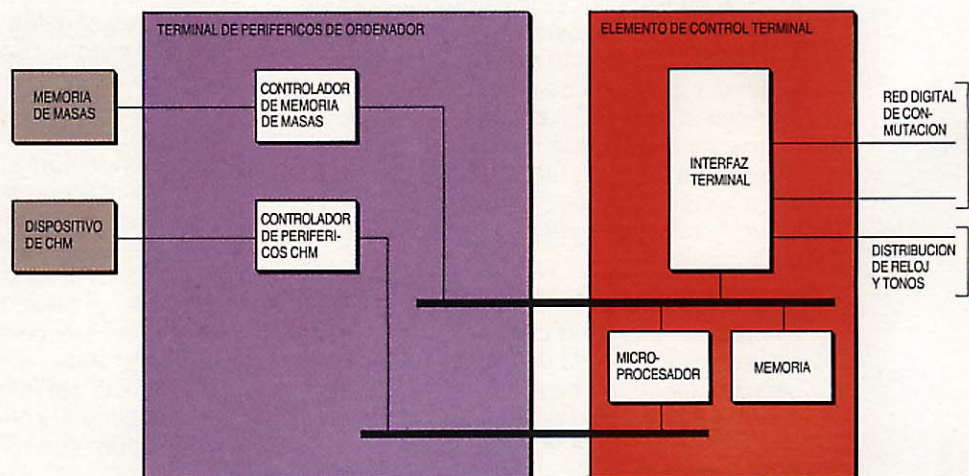 TERMINAL DE PERIFERICOS DE ORDENADOR
ELEMENTO DE CONTROL TERMINAL
MEMORIA
DE MASAS
CONTROLADOR
DE MEMORIA
DE MASAS
INTERFAZ
TERMINAL
RED DIGITAL
DE CON-
MUTACION
DISPOSITIVO
DE CHM
CONTROLADOR
DE PERIFERI-
COS CHM
DISTRIBUCION
DE RELOJ
Y TONOS
MICRO-
PROCESADOR
MEMORIA